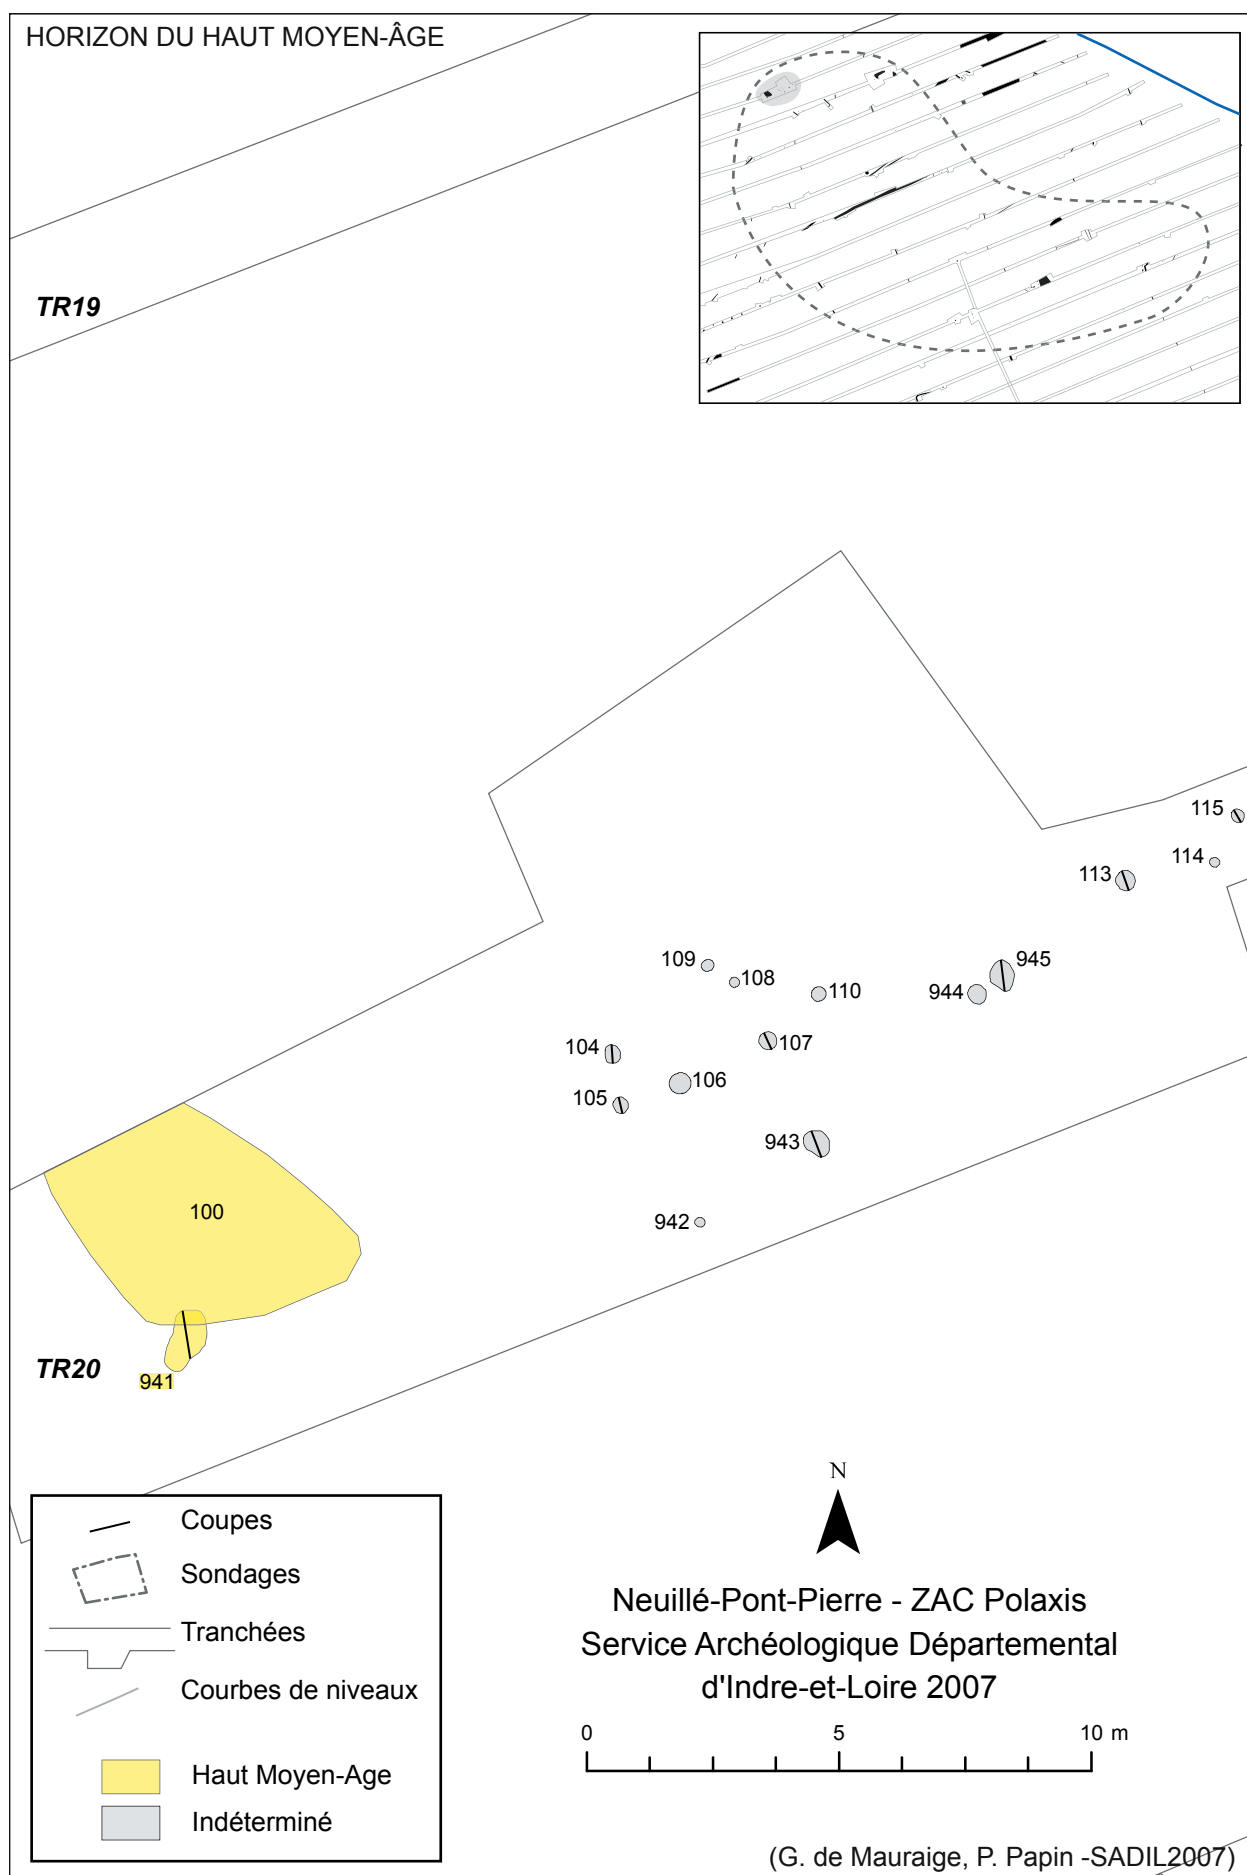 HORIZON DU HAUT MOYEN-ÂGE
TR19
115
114
113
109
108
945
944
110
104
107
106
105
943
942
100
TR20
941
N
Coupes
Sondages
Tranchées
Courbes de niveaux
Haut Moyen-Age
Indéterminé
Neuillé-Pont-Pierre - ZAC Polaxis
Service Archéologique Départemental
d'Indre-et-Loire 2007
0 5 10 m
(G. de Mauraige, P. Papin -SADIL2007)